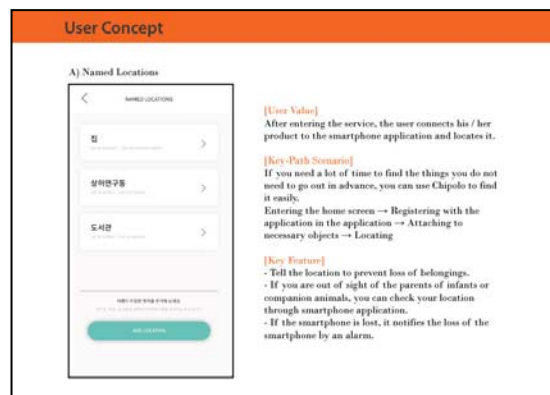 User Concept
A) Named Locations
NAMED LOCATIONS
집
상허연구동
도서관
ADD LOCATION
[User Value]
After entering the service, the user connects his / her
product to the smartphone application and locates it.
[Key-Path Scenario]
If you need a lot of time to find the things you do not
need to go out in advance, you can use Chipolo to find
it easily.
Entering the home screen → Registering with the
application in the application → Attaching to
necessary objects → Locating
[Key Feature]
- Tell the location to prevent loss of belongings.
- If you are out of sight of the parents of infants or
companion animals, you can check your location
through smartphone application.
- If the smartphone is lost, it notifies the loss of the
smartphone by an alarm.